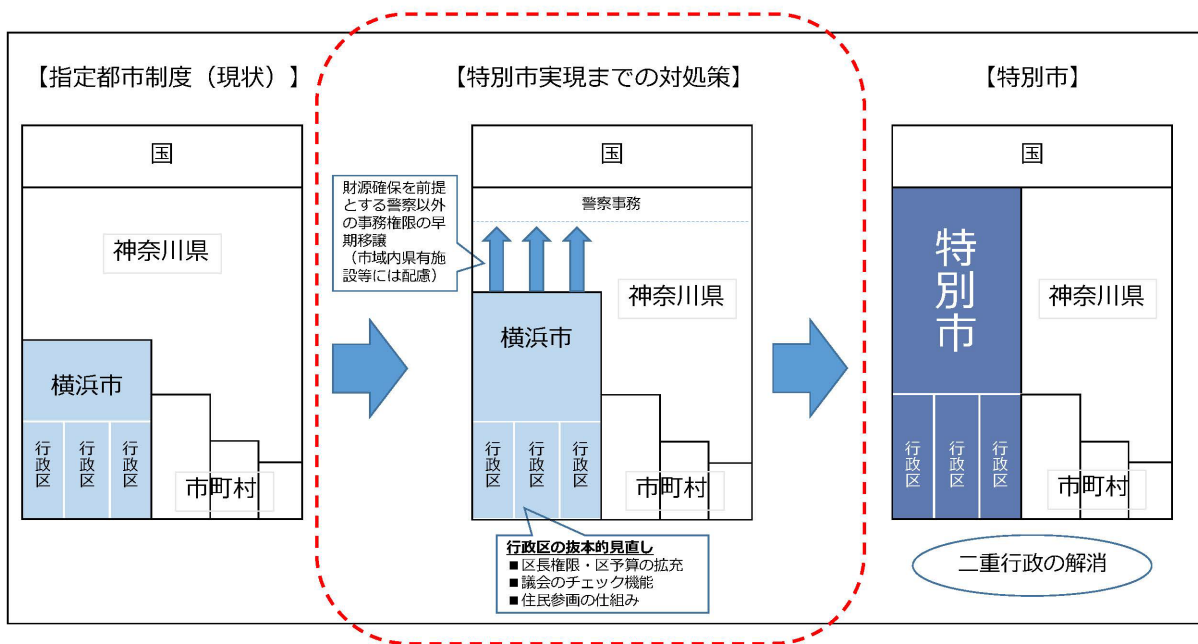 【指定都市制度（現状）】
国
神奈川県
横浜市
行政区
行政区
行政区
市町村
【特別市実現までの対処策】
国
警察事務
財源確保を前提
とする警察以外
の事務権限の早
期移譲
（市域内県有施
設等には配慮）
神奈川県
横浜市
行政区
行政区
行政区
市町村
行政区の抜本的見直し
■区長権限・区予算の拡充
■議会のチェック機能
■住民参画の仕組み
【特別市】
国
特別市
神奈川県
行政区
行政区
行政区
市町村
二重行政の解消